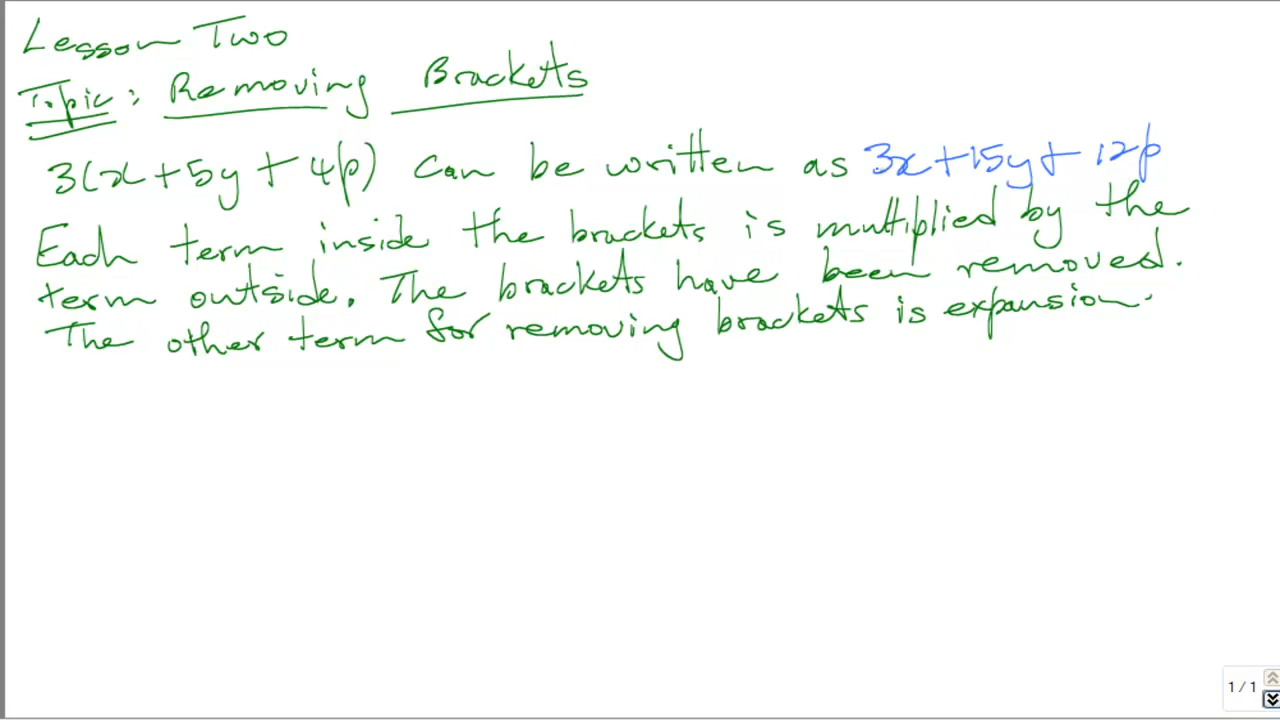 Lesson Two
Topic: Removing Brackets
3(x+5y+4p) can be written as 3x+15y+12p
Each term inside the brackets is multiplied by the
term outside. The brackets have been removed.
The other term for removing brackets is expansion.
1/1